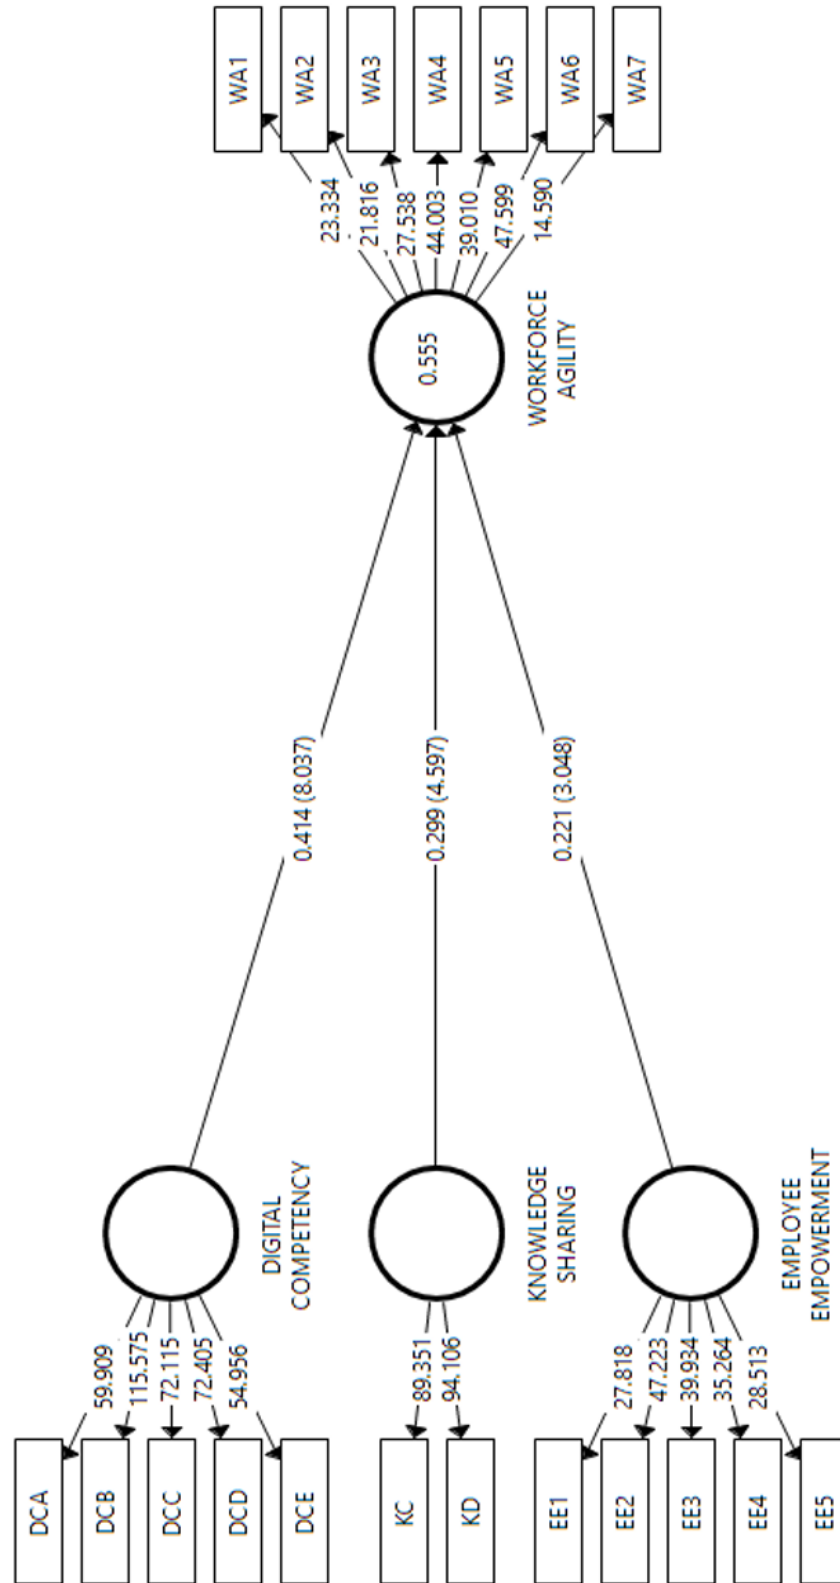 DCA
DCB
DCC
DCD
DCE
59.909
115.575
72.115
72.405
54.956
DIGITAL
COMPETENCY
0.414 (8.037)
KC
KD
89.351
94.106
KNOWLEDGE
SHARING
0.299 (4.597)
EE1
EE2
EE3
EE4
EE5
27.818
47.223
39.934
35.264
28.513
EMPLOYEE
EMPOWERMENT
0.221 (3.048)
0.555
WORKFORCE
AGILITY
23.334
21.816
27.538
44.003
39.010
47.599
14.590
WA1
WA2
WA3
WA4
WA5
WA6
WA7